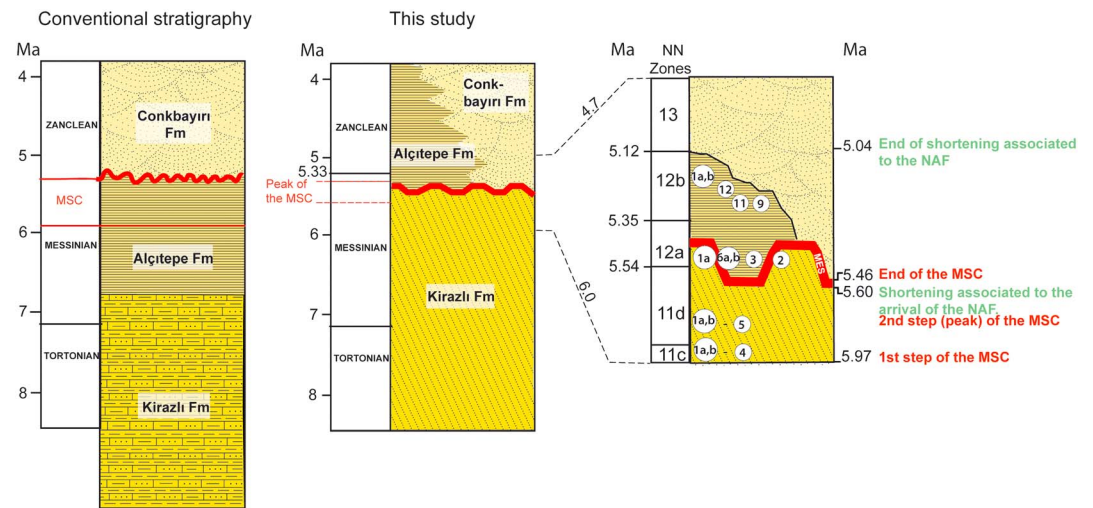 Conventional stratigraphy
This study
Ma
4
5
6
7
8
ZANCLEAN
MSC
MESSINIAN
TORTONIAN
Conkbayırı
Fm
Alçıtepe Fm
Kirazlı Fm
Ma
4
5
5.33
Peak of
the MSC
6
7
8
ZANCLEAN
MESSINIAN
TORTONIAN
Conk-
bayırı Fm
Alçıtepe Fm
Kirazlı Fm
4.7
6.0
Ma
NN
Zones
Ma
13
5.12
12b
5.35
12a
5.54
11d
11c
1a,b
12
11
9
1a
6a,b
3
2
MES
1a,b - 5
1a,b - 4
5.04 End of shortening associated
to the NAF
5.46 End of the MSC
5.60 Shortening associated to the
arrival of the NAF
2nd step (peak) of the MSC
5.97 1st step of the MSC